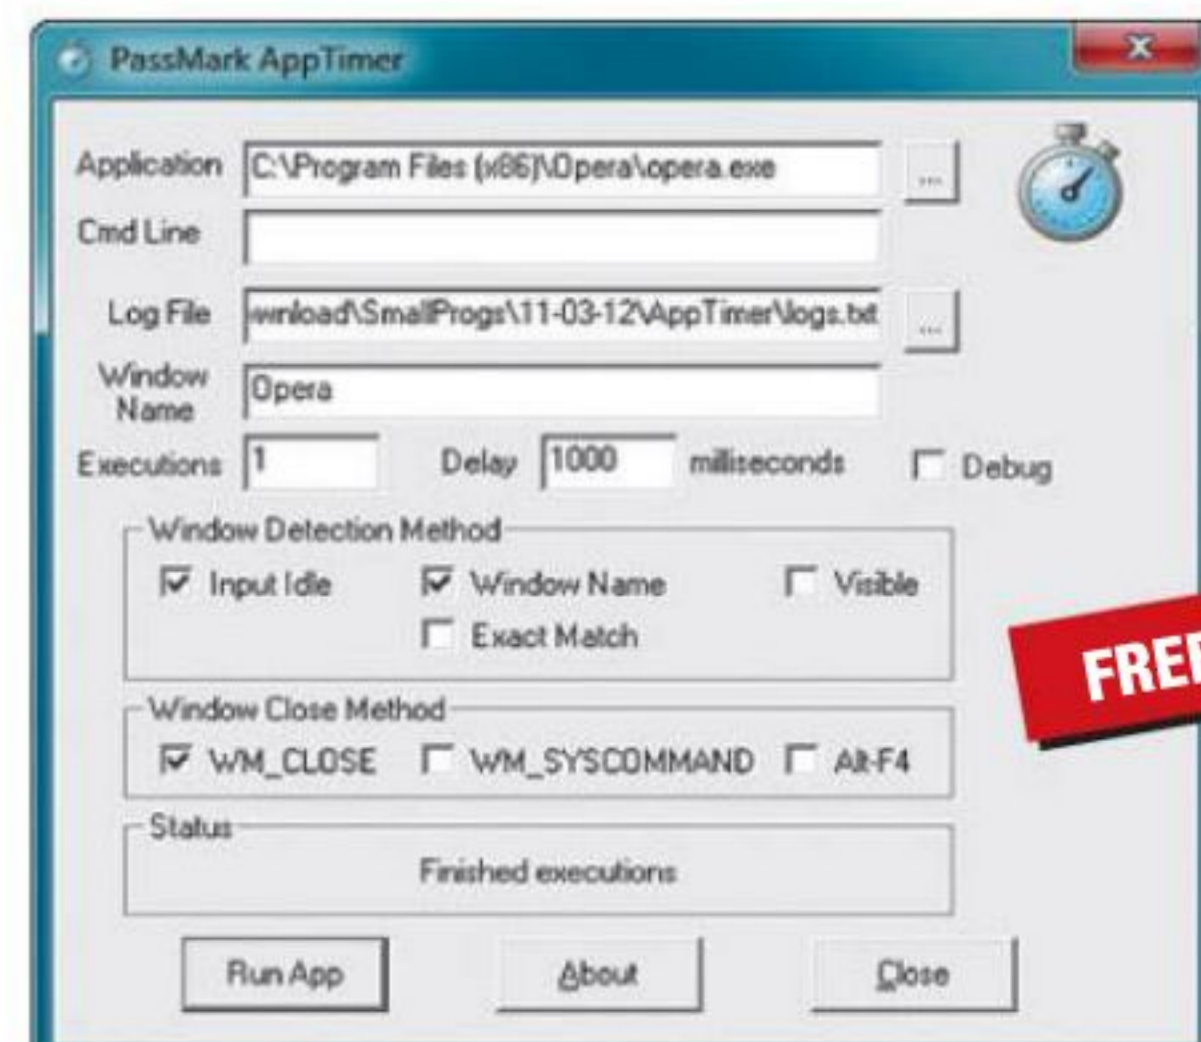 PassMark AppTimer
Application C:\Program Files (x86)\Opera\opera.exe ...
Cmd Line
Log File wnload\SmallProgs\11-03-12\AppTimer\logs.txt ...
Window Name Opera
Executions 1 Delay 1000 milliseconds Debug
Window Detection Method
Input Idle Window Name Visible
Exact Match
FREE
Window Close Method
WM_CLOSE WM_SYSCOMMAND Alt-F4
Status
Finished executions
Run App About Close